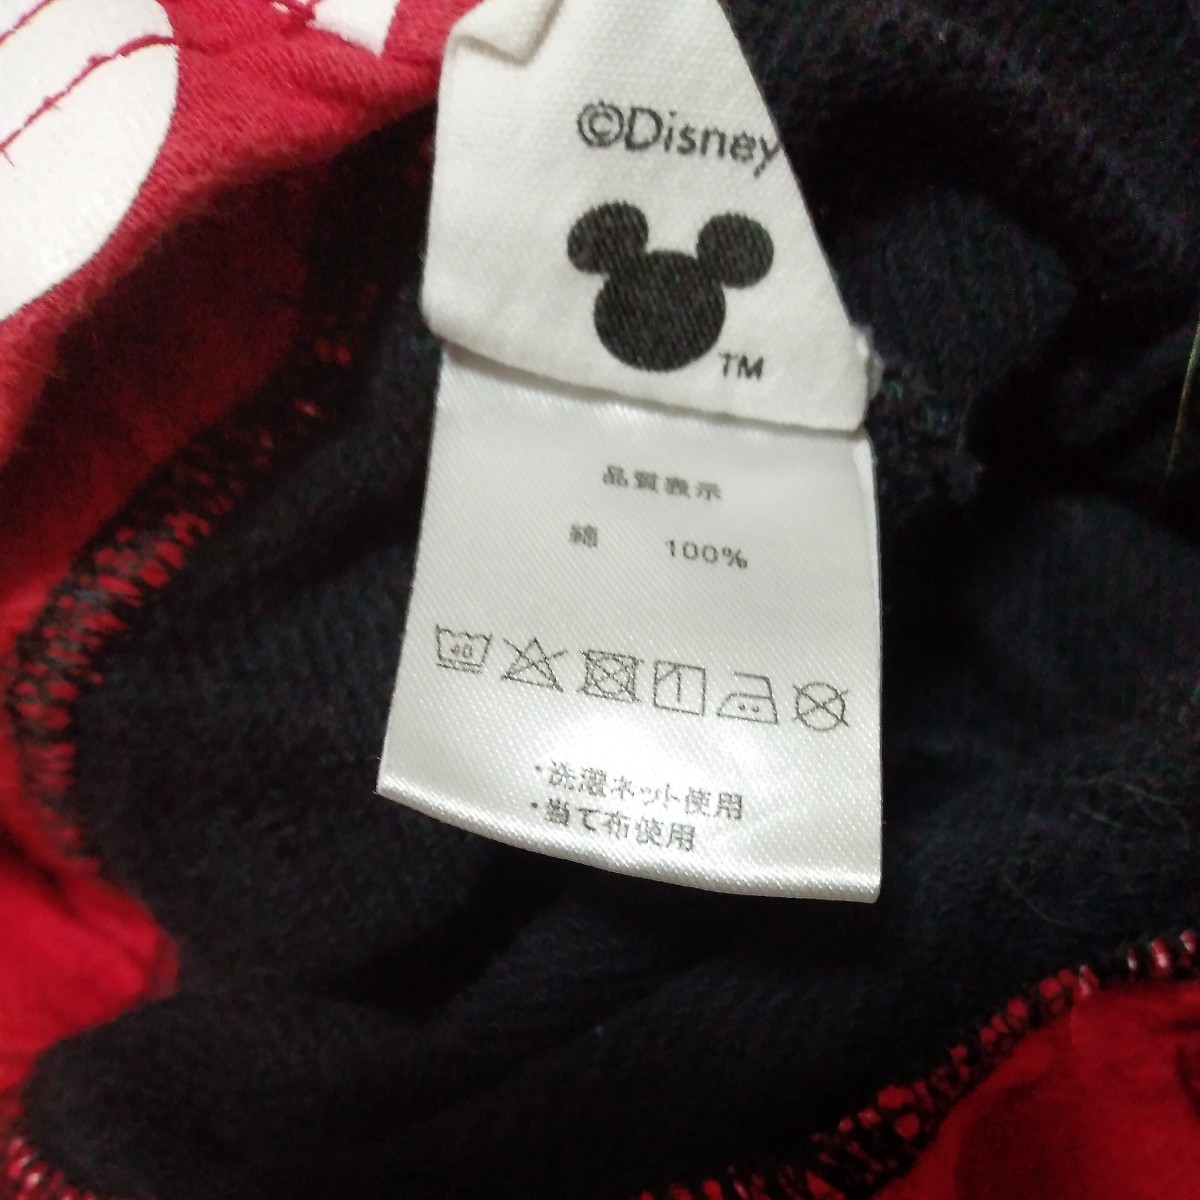 ©Disney
TM
品質表示
綿 100%
40
・洗濯ネット使用
・当て布使用